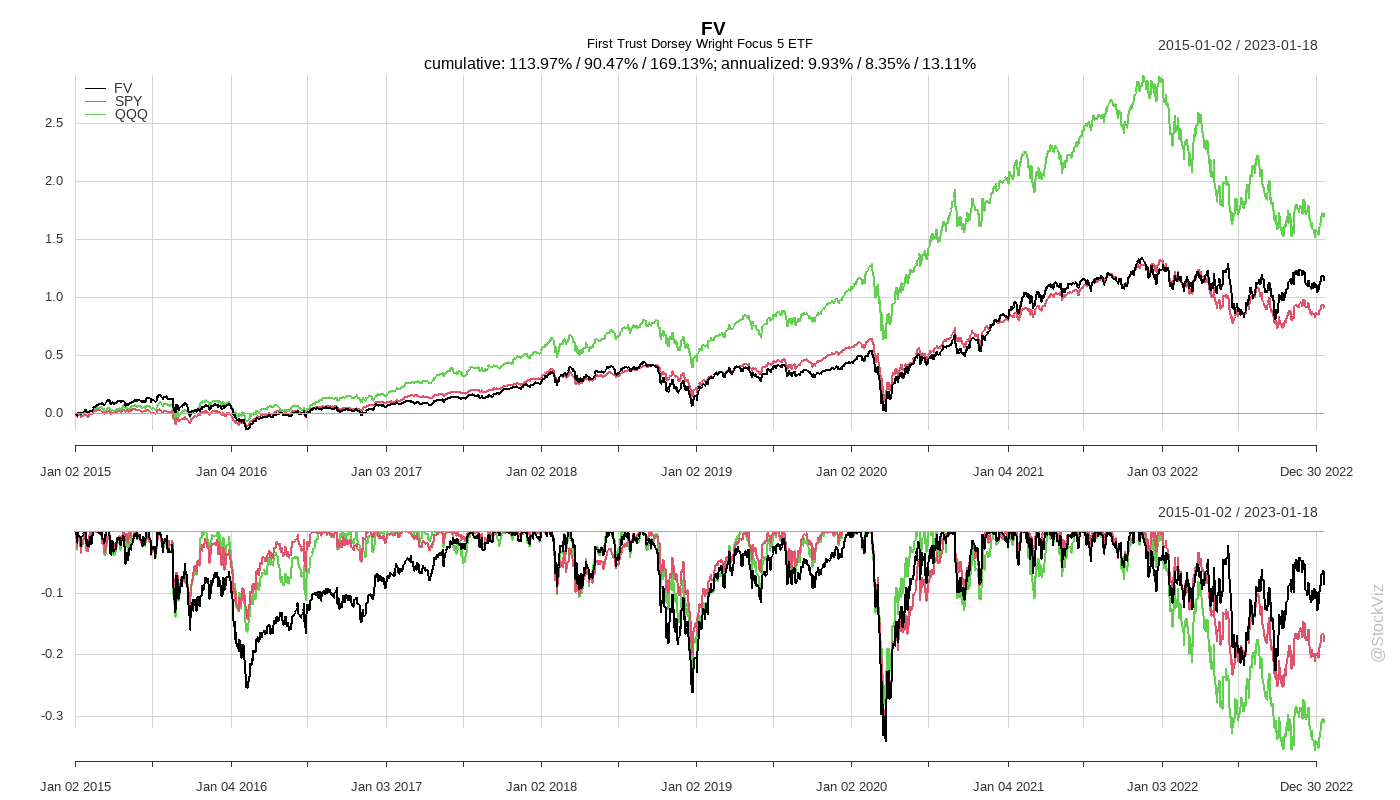 FV
First Trust Dorsey Wright Focus 5 ETF
2015-01-02 / 2023-01-18
cumulative: 113.97% / 90.47% / 169.13%; annualized: 9.93% / 8.35% / 13.11%
FV
SPY
QQQ
2.5
2.0
1.5
1.0
0.5
0.0
Jan 02 2015 Jan 04 2016 Jan 03 2017 Jan 02 2018 Jan 02 2019 Jan 02 2020 Jan 04 2021 Jan 03 2022 Dec 30 2022
2015-01-02 / 2023-01-18
-0.1
-0.2
-0.3
@StockViz
Jan 02 2015 Jan 04 2016 Jan 03 2017 Jan 02 2018 Jan 02 2019 Jan 02 2020 Jan 04 2021 Jan 03 2022 Dec 30 2022